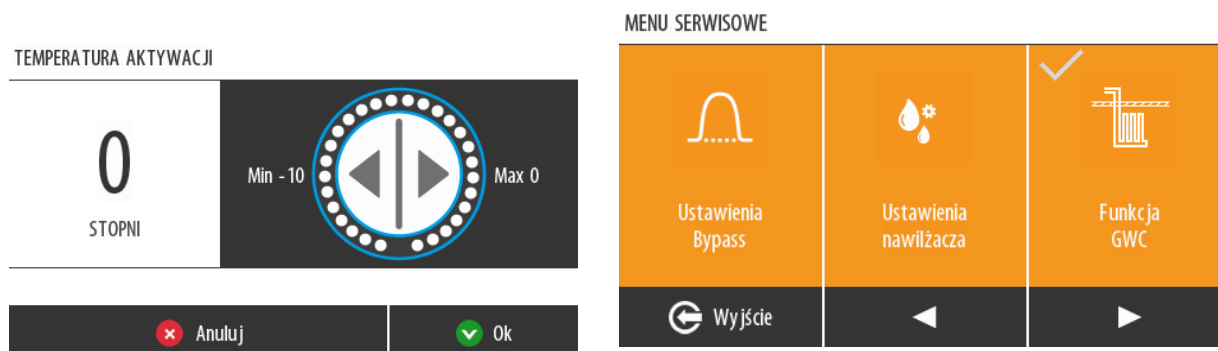 TEMPERATURA AKTYWACJI
0
STOPNI
Min -10
Max 0
Anuluj
Ok
MENU SERWISOWE
Ustawienia
Bypass
Ustawienia
nawilżacza
Funkcja
GWC
Wyjście